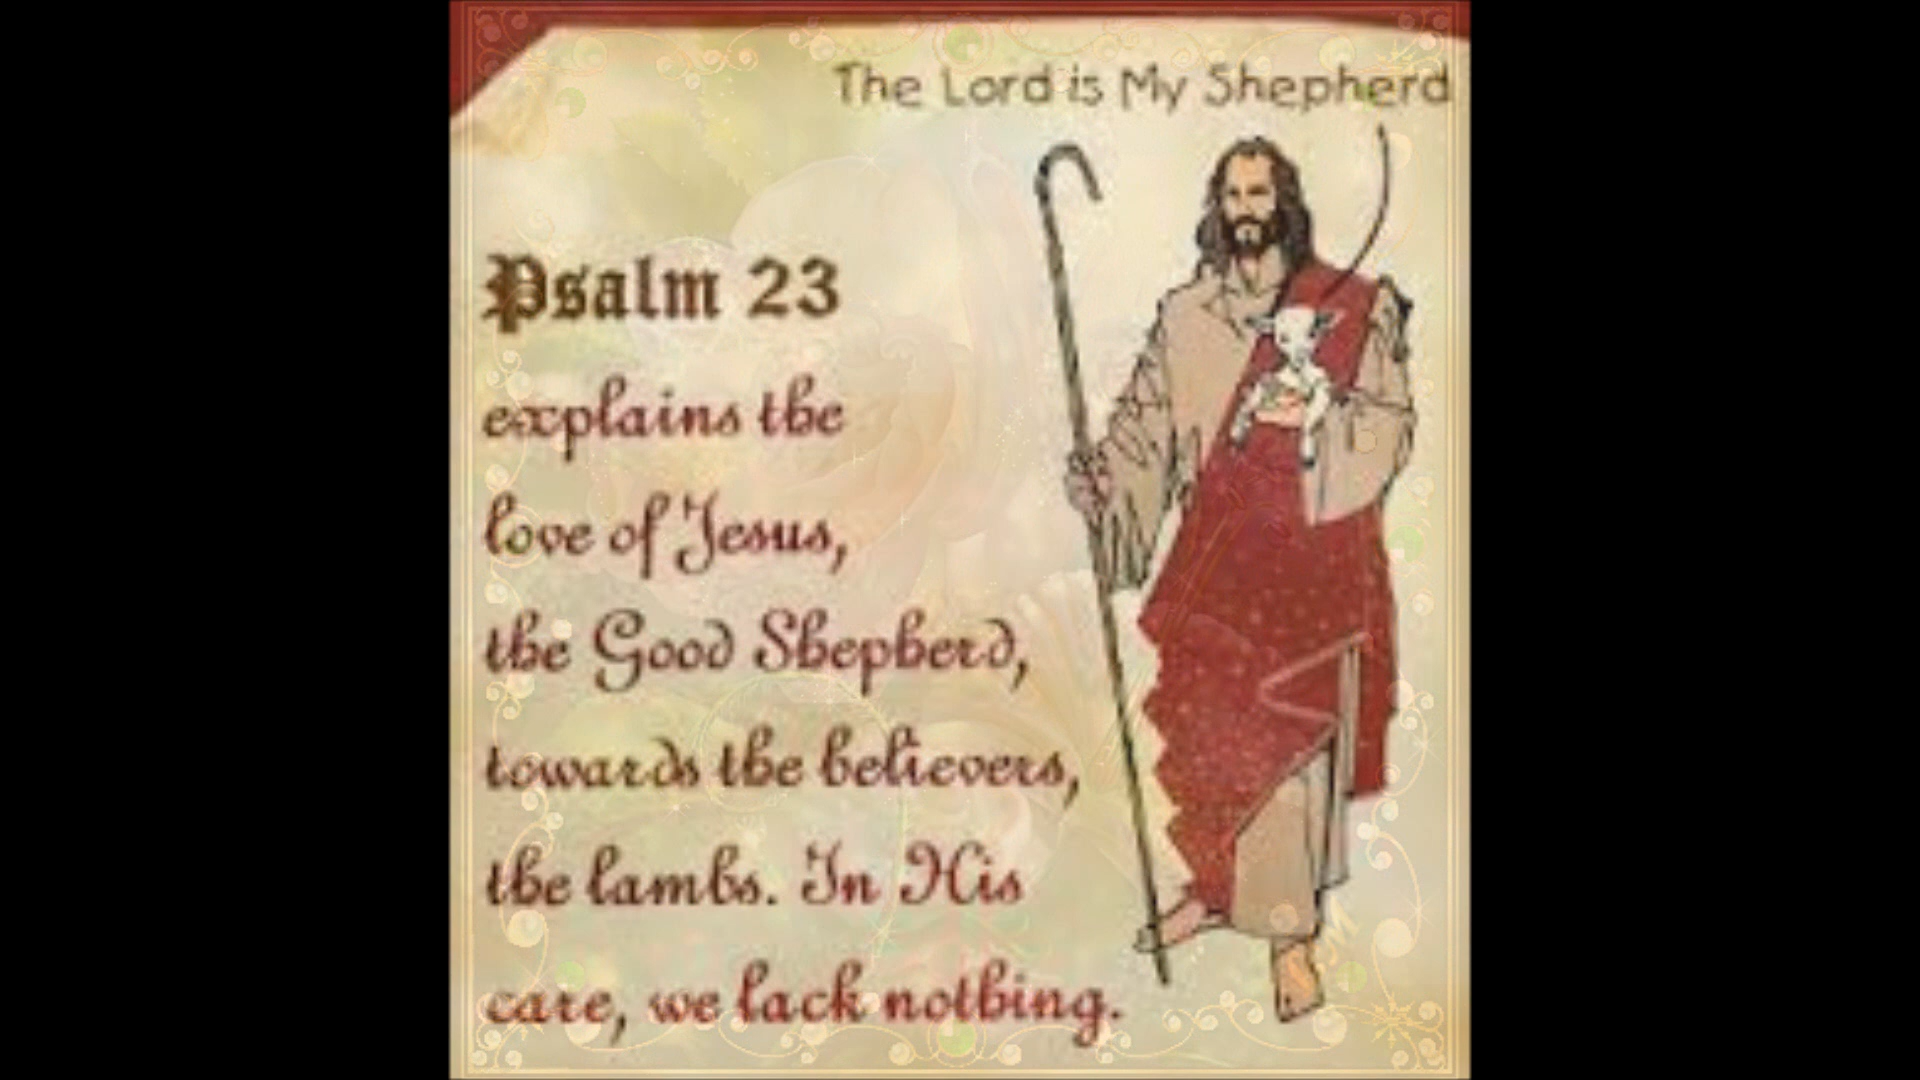 The Lord is My Shepherd
Psalm 23
explains the
love of Jesus,
the Good Shepherd,
towards the believers,
the lambs. In His
care, we lack nothing.